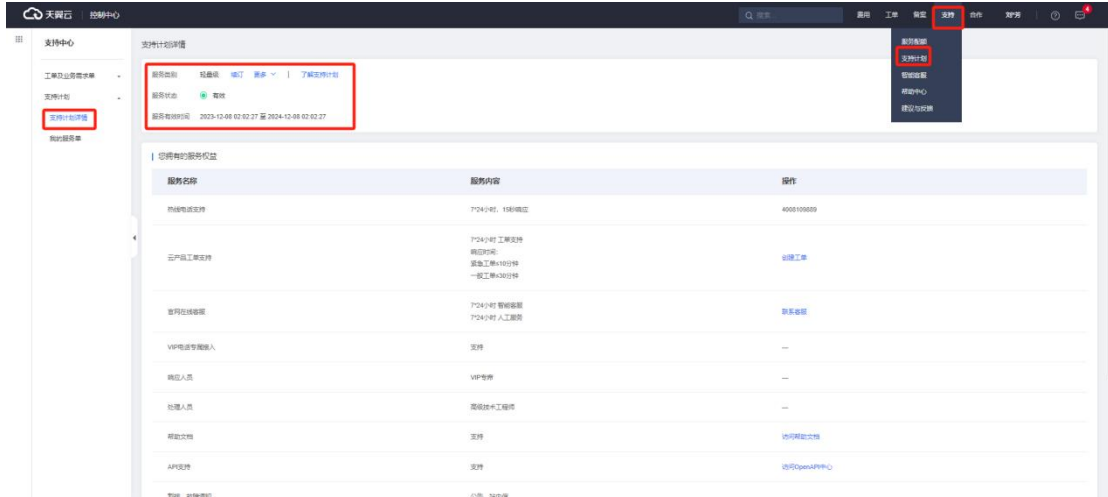 天翼云 控制中心
搜索
费用 工单 备案 支持 合作
4
支持中心
工单及业务需求单
支持计划
支持计划详情
我的服务单
服务配额
支持计划
智能客服
帮助中心
建议与反馈
支持计划详情
服务类别 续订 更多 | 了解支持计划
服务状态 有效
服务有效时间 2023-12-08 02:02:27 至 2024-12-08 02:02:27
您拥有的服务权益
服务名称 服务内容 操作
热线电话支持 7*24小时，15秒响应 4008109889
云产品工单支持
7*24小时 工单支持
响应时间:
紧急工单≤10分钟
一般工单≤30分钟
创建工单
官网在线客服
7*24小时 智能客服
7*24小时 人工服务
联系客服
VIP电话专属接入 支持 —
响应人员 VIP专席 —
处理人员 高级技术工程师 —
帮助文档 支持 访问帮助文档
API支持 支持 访问OpenAPI中心